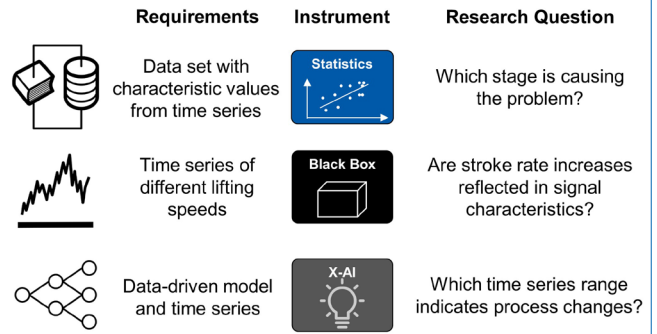 Requirements Instrument Research Question
Data set with
characteristic values
from time series
Statistics
Which stage is causing
the problem?
Time series of
different lifting
speeds
Black Box
Are stroke rate increases
reflected in signal
characteristics?
Data-driven model
and time series
X-AI
Which time series range
indicates process changes?